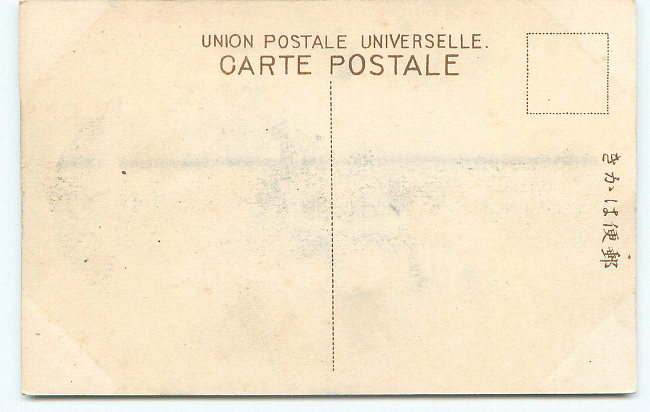 UNION POSTALE UNIVERSELLE.
CARTE POSTALE
郵便はかき